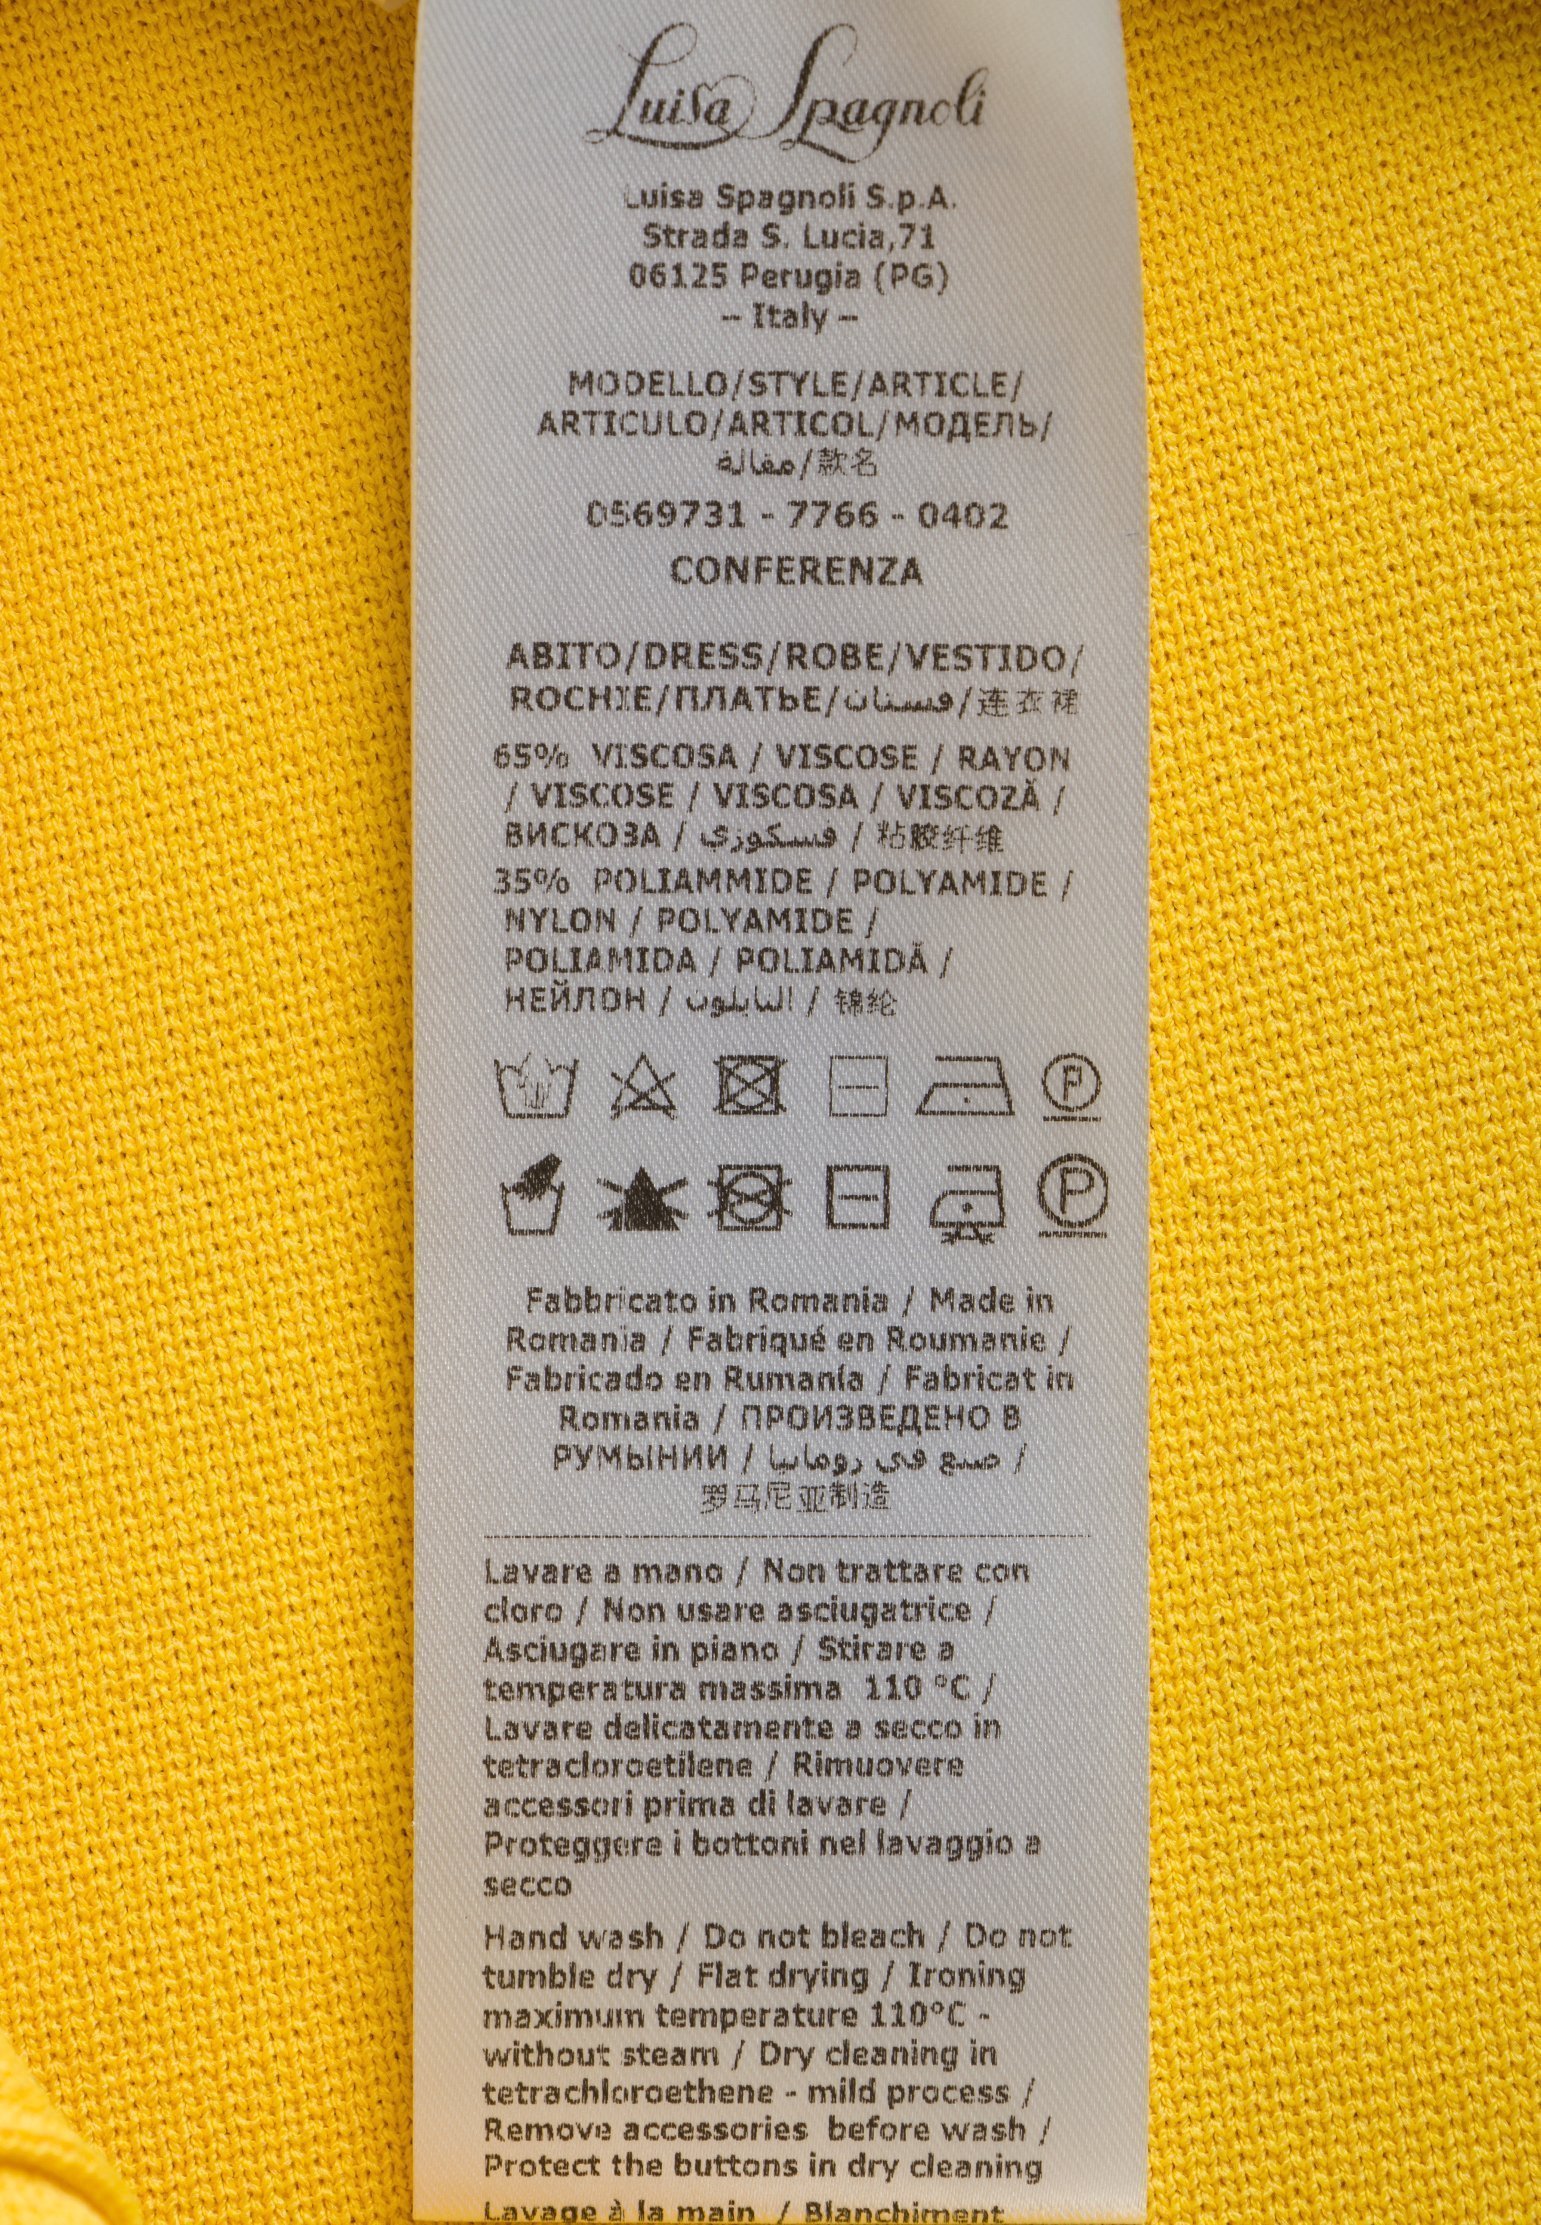 Luisa Spagnoli
Luisa Spagnoli S.p.A.
Strada S. Lucia,71
06125 Perugia (PG)
– Italy –
MODELLO/STYLE/ARTICLE/
ARTICULO/ARTICOL/МОДЕЛЬ/
مقالة/款名
0569731 - 7766 - 0402
CONFERENZA
ABITO/DRESS/ROBE/VESTIDO/
ROCHIE/ПЛАТЬЕ/فستان/连衣裙
65% VISCOSA / VISCOSE / RAYON
/ VISCOSE / VISCOSA / VISCOZĂ /
ВИСКОЗА / فسكوزي / 粘胶纤维
35% POLIAMMIDE / POLYAMIDE /
NYLON / POLYAMIDE /
POLIAMIDA / POLIAMIDĂ /
НЕЙЛОН / النايلون / 锦纶
P
P
Fabbricato in Romania / Made in
Romania / Fabriqué en Roumanie /
Fabricado en Rumanía / Fabricat in
Romania / ПРОИЗВЕДЕНО В
РУМЫНИИ / صنع في رومانيا /
罗马尼亚制造
Lavare a mano / Non trattare con
cloro / Non usare asciugatrice /
Asciugare in piano / Stirare a
temperatura massima 110 °C /
Lavare delicatamente a secco in
tetracloroetilene / Rimuovere
accessori prima di lavare /
Proteggere i bottoni nel lavaggio a
secco
Hand wash / Do not bleach / Do not
tumble dry / Flat drying / Ironing
maximum temperature 110°C -
without steam / Dry cleaning in
tetrachloroethene - mild process /
Remove accessories before wash /
Protect the buttons in dry cleaning
Lavage à la main / Blanchiment